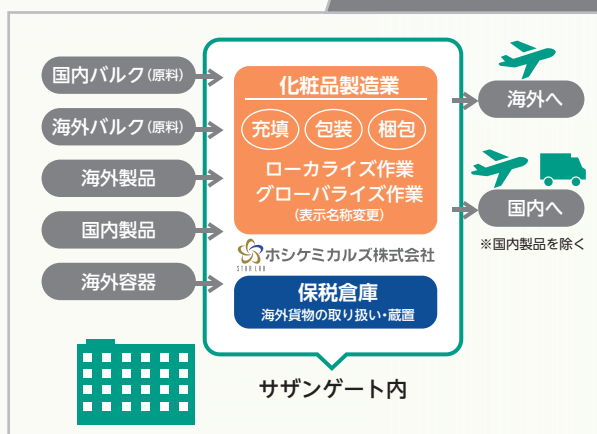 国内バルク(原料)
海外バルク(原料)
海外製品
国内製品
海外容器
化粧品製造業
充填 包装 梱包
ローカライズ作業
グローバライズ作業
(表示名称変更)
STAR LAB
ホシケミカルズ株式会社
保税倉庫
海外貨物の取り扱い・蔵置
サザンゲート内
海外へ
国内へ
※国内製品を除く